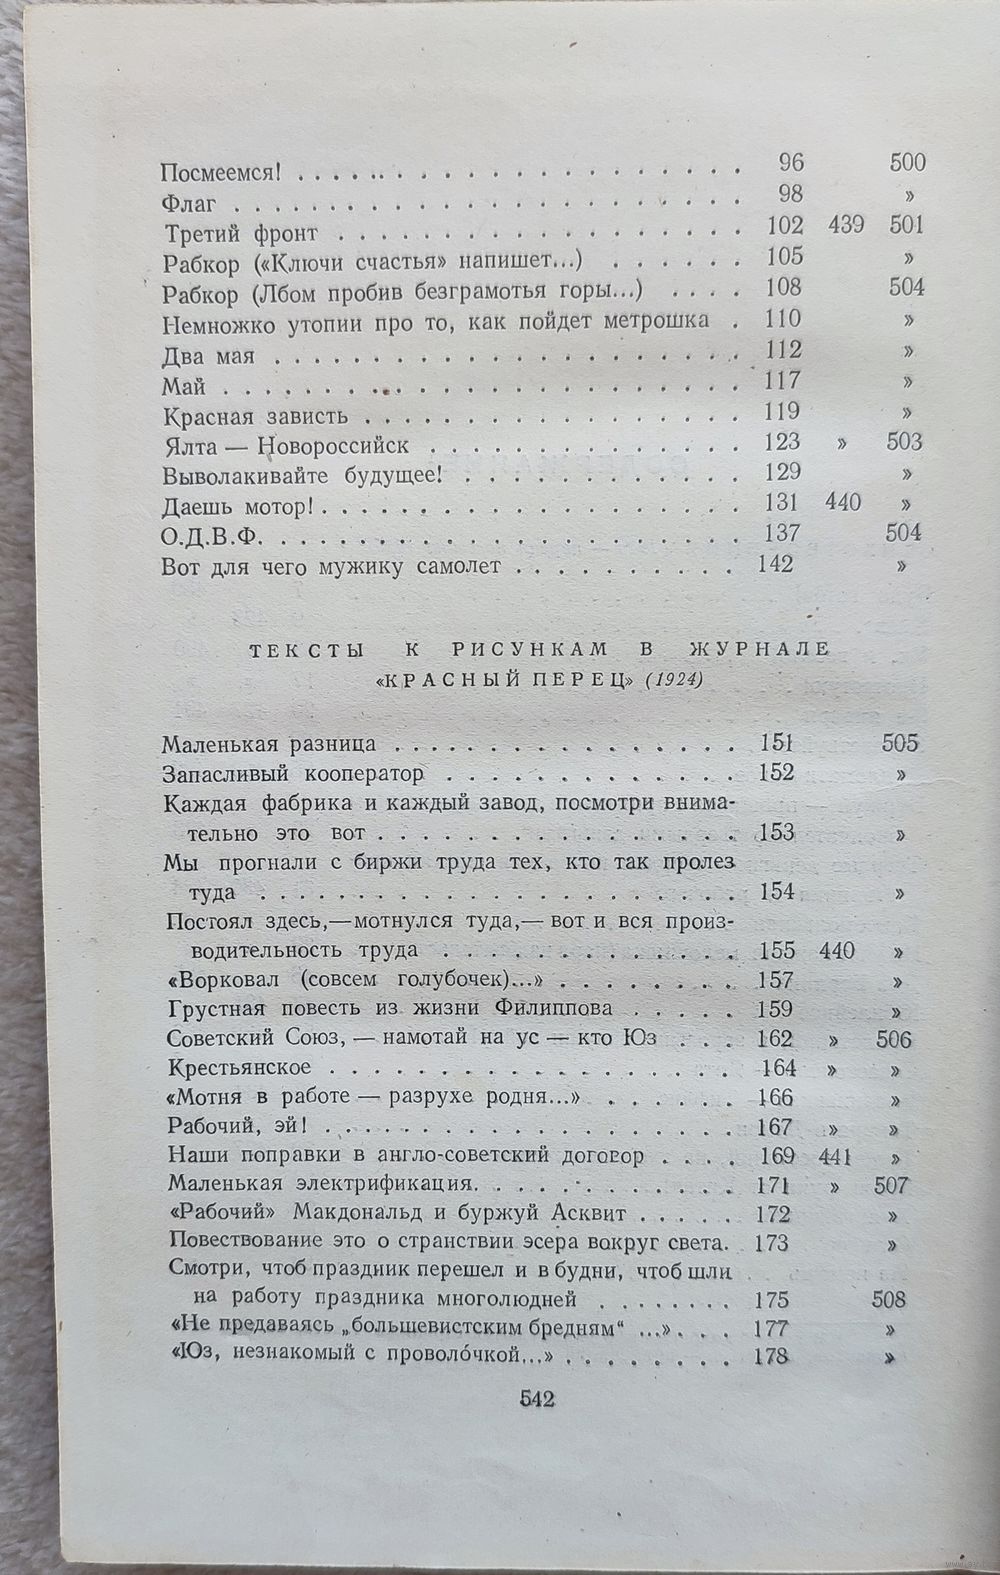 Посмеемся! . . . . . . . . . . . . . . . . . . . . 96 500
Флаг . . . . . . . . . . . . . . . . . . . . . . . 98 »
Третий фронт . . . . . . . . . . . . . . . . . 102 439 501
Рабкор («Ключи счастья» напишет...) . . . . . . 105 »
Рабкор (Лбом пробив безграмотья горы...) . . . . 108 504
Немножко утопии про то, как пойдет метрошка . 110 »
Два мая . . . . . . . . . . . . . . . . . . . . . 112 »
Май . . . . . . . . . . . . . . . . . . . . . . . 117 »
Красная зависть . . . . . . . . . . . . . . . . 119 »
Ялта — Новороссийск . . . . . . . . . . . . . 123 » 503
Выволакивайте будущее! . . . . . . . . . . . . 129 »
Даешь мотор! . . . . . . . . . . . . . . . . . . 131 440 »
О.Д.В.Ф. . . . . . . . . . . . . . . . . . . . . 137 504
Вот для чего мужику самолет . . . . . . . . . . 142 »
ТЕКСТЫ К РИСУНКАМ В ЖУРНАЛЕ
«КРАСНЫЙ ПЕРЕЦ» (1924)
Маленькая разница . . . . . . . . . . . . . . . 151 505
Запасливый кооператор . . . . . . . . . . . . . 152 »
Каждая фабрика и каждый завод, посмотри внима-
тельно это вот . . . . . . . . . . . . . . . . 153 »
Мы прогнали с биржи труда тех, кто так пролез
туда . . . . . . . . . . . . . . . . . . . . . 154 »
Постоял здесь,—мотнулся туда,— вот и вся произ-
водительность труда . . . . . . . . . . . . . 155 440 »
«Ворковал (совсем голубочек)...» . . . . . . . . . 157 »
Грустная повесть из жизни Филиппова . . . . . 159 »
Советский Союз, — намотай на ус — кто Юз . . . 162 » 506
Крестьянское . . . . . . . . . . . . . . . . . . 164 » »
«Мотня в работе — разрухе родня...» . . . . . . 166 »
Рабочий, эй! . . . . . . . . . . . . . . . . . . 167 » »
Наши поправки в англо-советский договор . . . . 169 441 »
Маленькая электрификация. . . . . . . . . . . . 171 » 507
«Рабочий» Макдональд и буржуй Асквит . . . . . 172 »
Повествование это о странствии эсера вокруг света. . 173 »
Смотри, чтоб праздник перешел и в будни, чтоб шли
на работу праздника многолюдней . . . . . . . . 175 508
«Не предаваясь „большевистским бредням“ ...». . . 177 »
«Юз, незнакомый с проволо́чкой...» . . . . . . . . 178 »
542